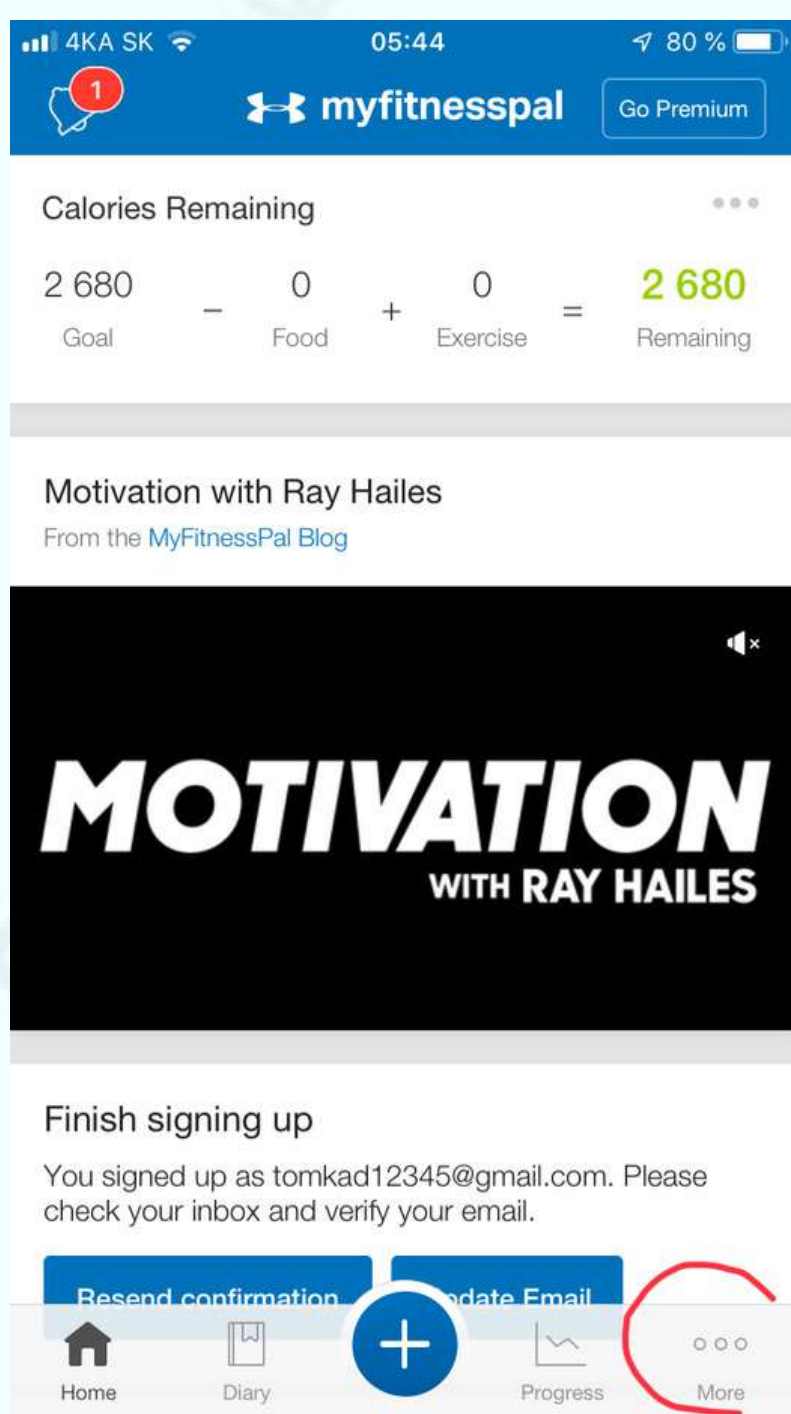 4KA SK 05:44 80 %
1 myfitnesspal Go Premium
Calories Remaining
2 680 − 0 + 0 = 2 680
Goal Food Exercise Remaining
Motivation with Ray Hailes
From the MyFitnessPal Blog
MOTIVATION
WITH RAY HAILES
Finish signing up
You signed up as tomkad12345@gmail.com. Please
check your inbox and verify your email.
Resend confirmation Email
Home Diary Progress More